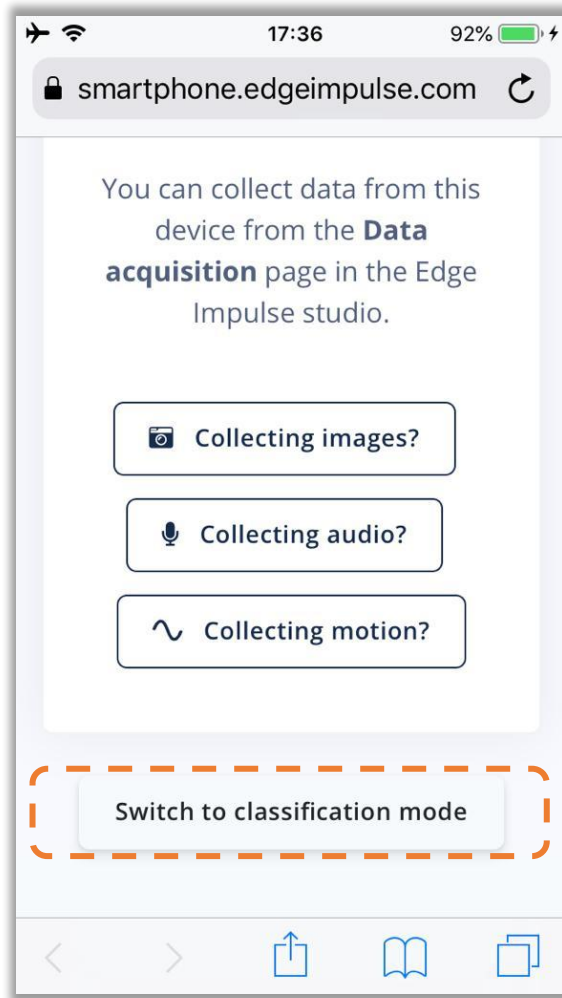 17:36
92%
smartphone.edgeimpulse.com
You can collect data from this
device from the Data
acquisition page in the Edge
Impulse studio.
Collecting images?
Collecting audio?
Collecting motion?
Switch to classification mode